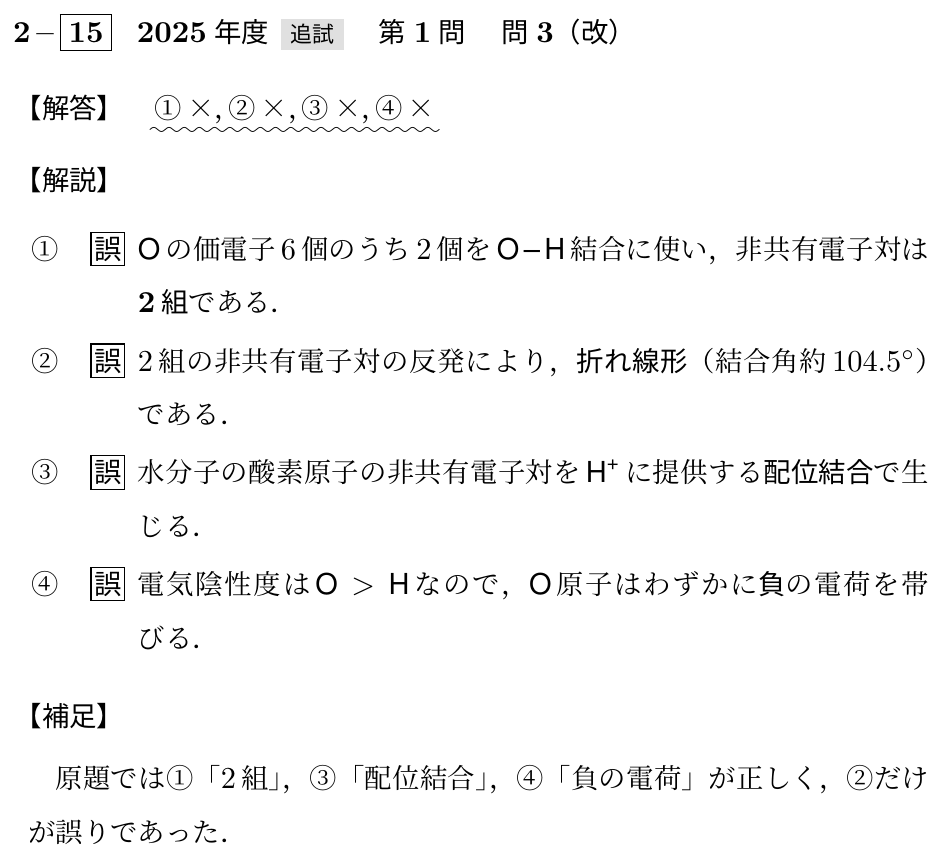 2－15 2025年度 追試 第1問 問3（改）
【解答】 ①×,②×,③×,④×
【解説】
① 誤 Oの価電子6個のうち2個をO−H結合に使い，非共有電子対は
2組である．
② 誤 2組の非共有電子対の反発により，折れ線形（結合角約104.5°）
である．
③ 誤 水分子の酸素原子の非共有電子対をH⁺に提供する配位結合で生
じる．
④ 誤 電気陰性度はO > Hなので，O原子はわずかに負の電荷を帯
びる．
【補足】
原題では①「2組」，③「配位結合」，④「負の電荷」が正しく，②だけ
が誤りであった．